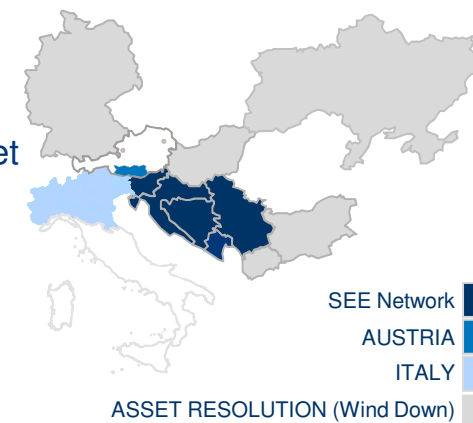 et
SEE Network
AUSTRIA
ITALY
ASSET RESOLUTION (Wind Down)